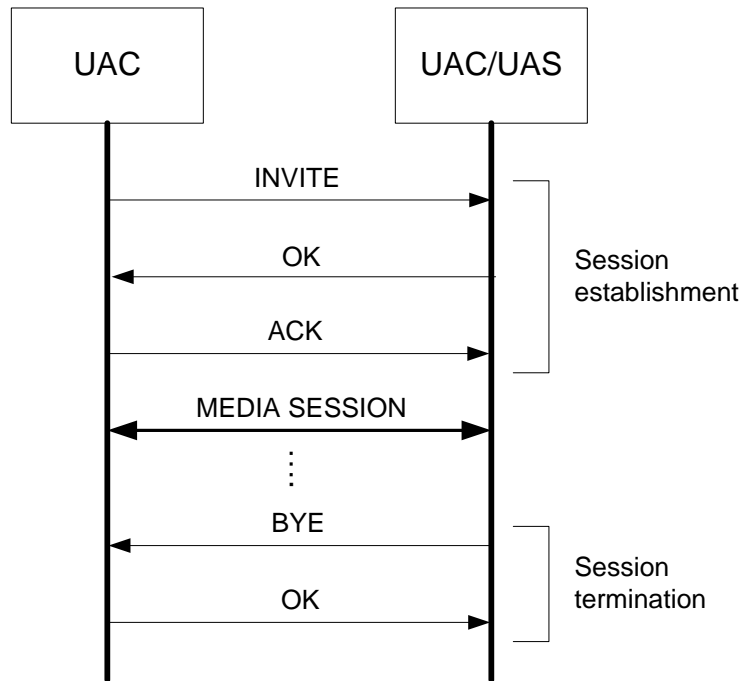 UAC
UAC/UAS
INVITE
OK
Session
establishment
ACK
MEDIA SESSION
BYE
Session
termination
OK